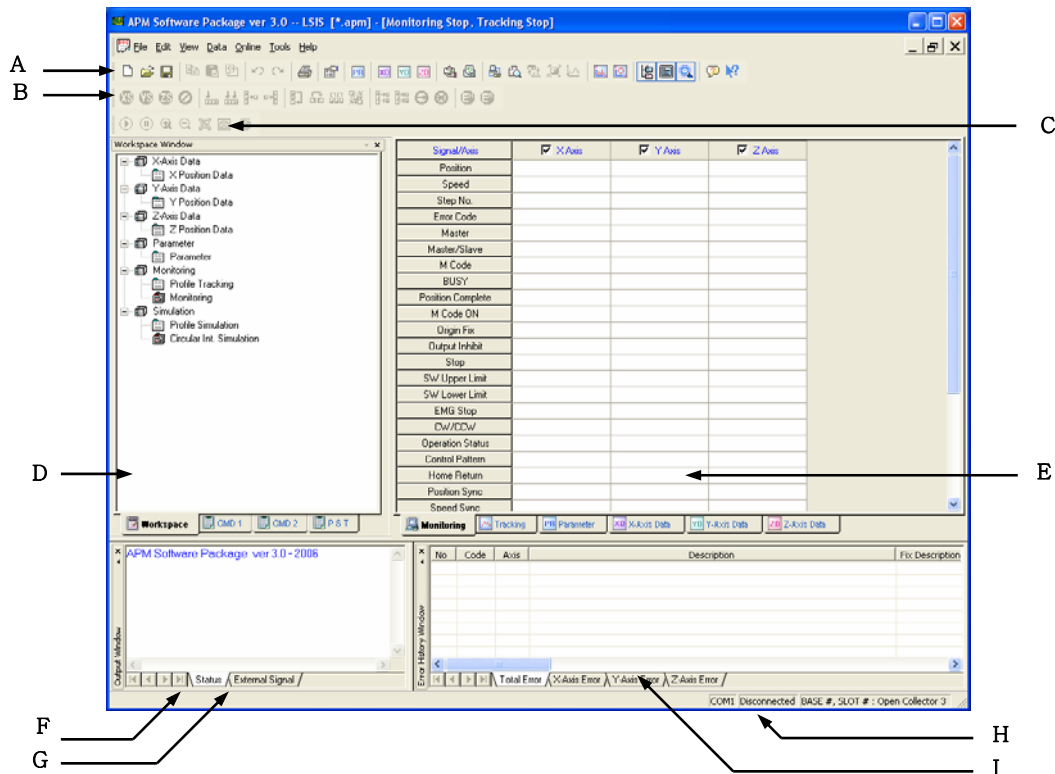 APM Software Package ver 3.0 -- LSIS [*.apm] - [Monitoring Stop, Tracking Stop]
File Edit View Data Online Tools Help
A
B
C
Workspace Window
X-Axis Data
X Position Data
Y-Axis Data
Y Position Data
Z-Axis Data
Z Position Data
Parameter
Parameter
Monitoring
Profile Tracking
Monitoring
Simulation
Profile Simulation
Circular Int. Simulation
D
Workspace CMD 1 CMD 2 P S T
Signal/Axis X Axis Y Axis Z Axis
Position
Speed
Step No.
Error Code
Master
Master/Slave
M Code
BUSY
Position Complete
M Code ON
Origin Fix
Output Inhibit
Stop
SW Upper Limit
SW Lower Limit
EMG Stop
CW/CCW
Operation Status
Control Pattern
Home Return
Position Sync
Speed Sync
E
Monitoring Tracking PR Parameter XD X-Axis Data YD Y-Axis Data ZD Z-Axis Data
Output Window
APM Software Package ver 3.0 - 2006
Status External Signal
Error History Window
No Code Axis Description Fix Description
Total Error X-Axis Error Y-Axis Error Z-Axis Error
COM1 Disconnected BASE #, SLOT # : Open Collector 3
F
G
H
I